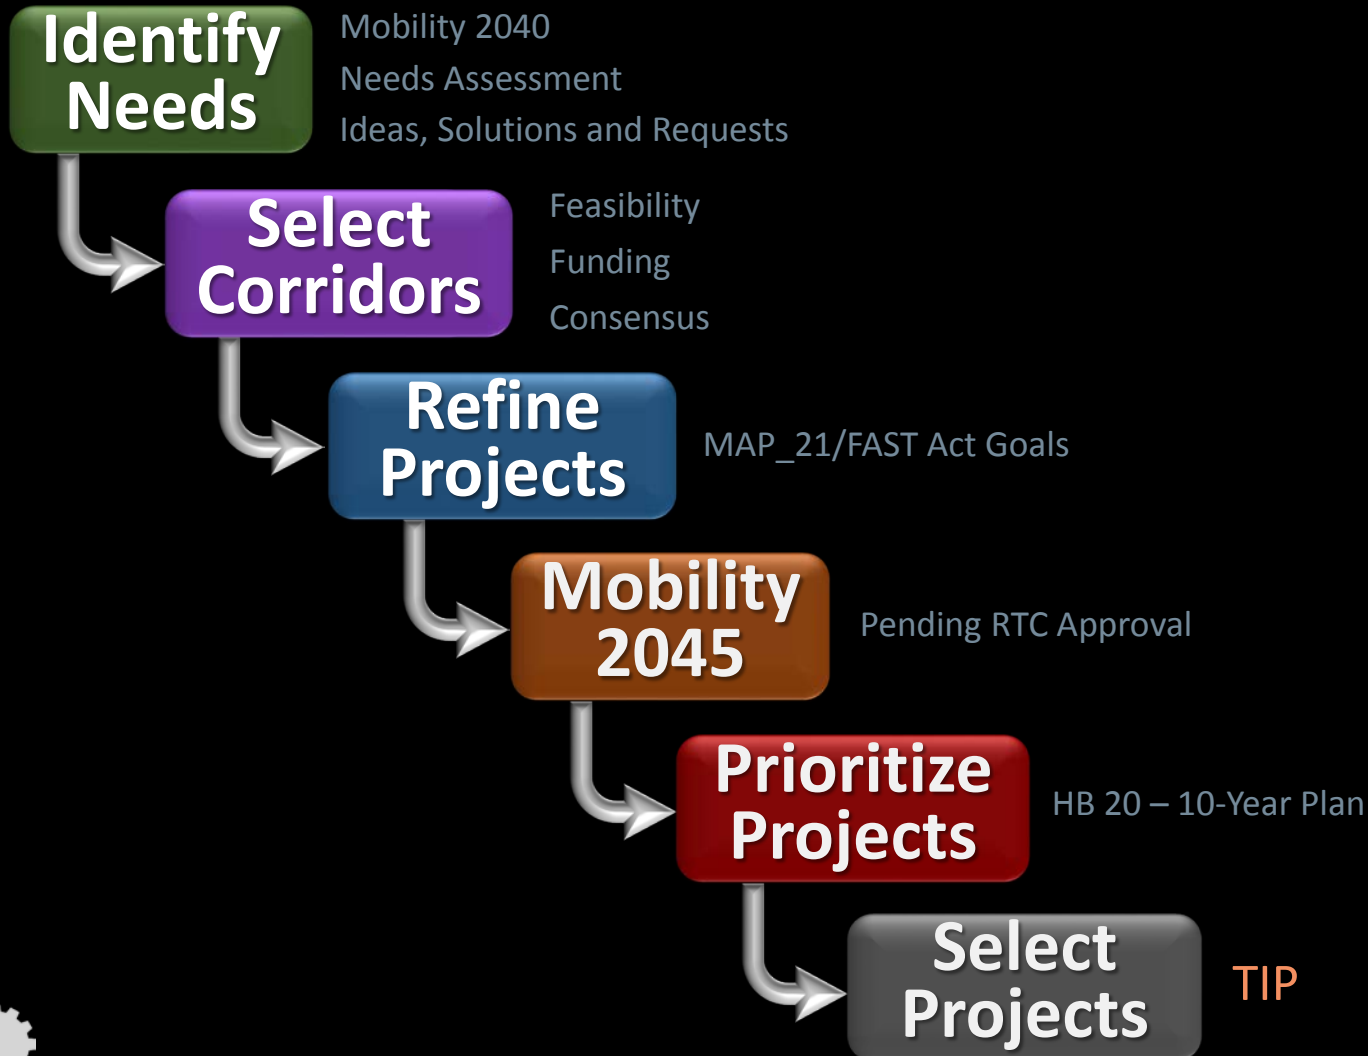 Identify
Needs
Mobility 2040
Needs Assessment
Ideas, Solutions and Requests
Select
Corridors
Feasibility
Funding
Consensus
Refine
Projects
MAP_21/FAST Act Goals
Mobility
2045
Pending RTC Approval
Prioritize
Projects
HB 20 – 10-Year Plan
Select
Projects
TIP